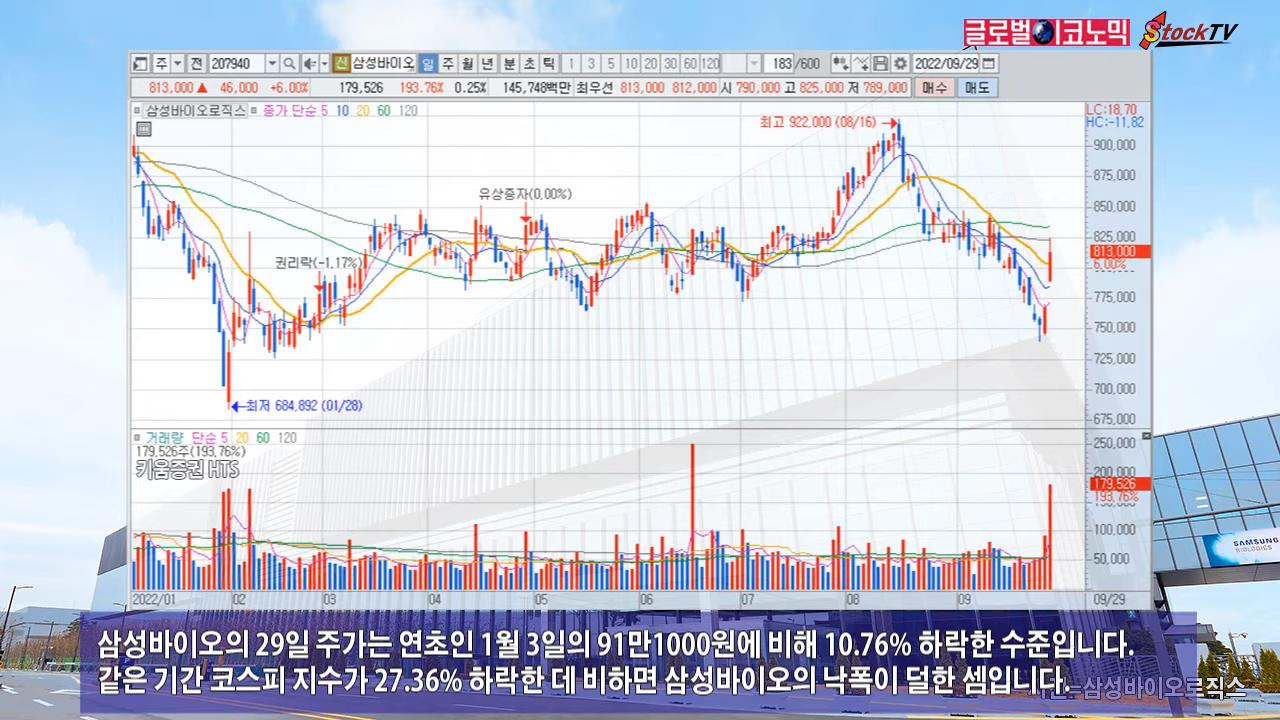 글로벌이코노믹 StockTV
주 전 207940 신 삼성바이오 일 주 월 년 분 초 틱 1 3 5 10 20 30 60 120 183 /600 2022/09/29
813,000 ▲ 46,000 +6.00% 179,526 193.76% 0.25% 145,748백만 최우선 813,000 812,000 시 790,000 고 825,000 저 789,000 매수 매도
삼성바이오로직스 종가 단순 5 10 20 60 120
LC:18.70
HC:-11.82
최고 922,000 (08/16)
900,000
875,000
유상증자(0.00%)
850,000
825,000
813,000
6.00%
권리락(-1.17%)
775,000
750,000
725,000
700,000
최저 684,892 (01/28)
675,000
거래량 단순 5 20 60 120
250,000
179,526주(193.76%)
키움증권 HTS
200,000
179,526
193.76%
100,000
50,000
SAMSUNG
BIOLOGICS
2022/01 02 03 04 05 06 07 08 09 09/29
삼성바이오의 29일 주가는 연초인 1월 3일의 91만1000원에 비해 10.76% 하락한 수준입니다.
같은 기간 코스피 지수가 27.36% 하락한 데 비하면 삼성바이오의 낙폭이 덜한 셈입니다.
=삼성바이오로직스